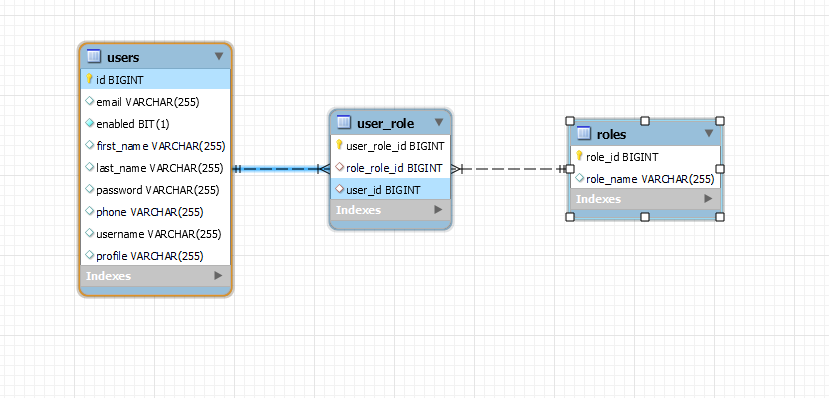 users
id BIGINT
email VARCHAR(255)
enabled BIT(1)
first_name VARCHAR(255)
last_name VARCHAR(255)
password VARCHAR(255)
phone VARCHAR(255)
username VARCHAR(255)
profile VARCHAR(255)
Indexes
user_role
user_role_id BIGINT
role_role_id BIGINT
user_id BIGINT
Indexes
roles
role_id BIGINT
role_name VARCHAR(255)
Indexes